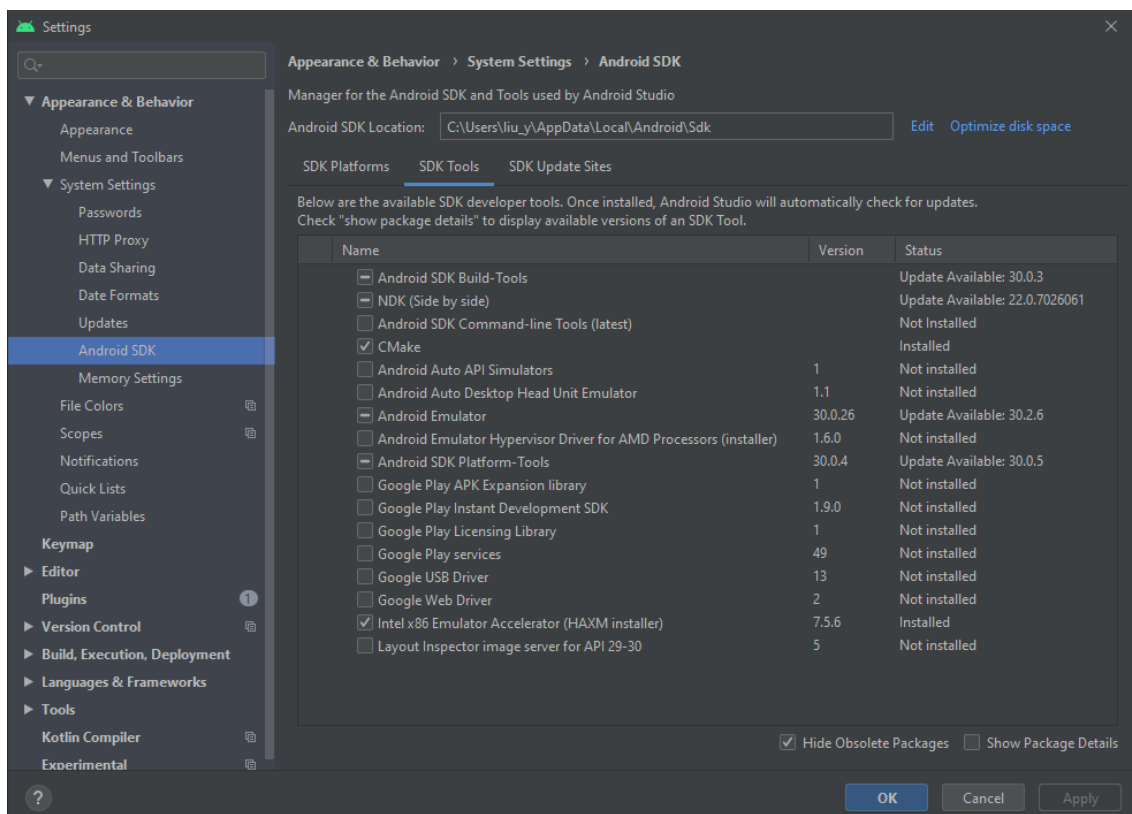 Settings
Appearance & Behavior
Appearance
Menus and Toolbars
System Settings
Passwords
HTTP Proxy
Data Sharing
Date Formats
Updates
Android SDK
Memory Settings
File Colors
Scopes
Notifications
Quick Lists
Path Variables
Keymap
Editor
Plugins 1
Version Control
Build, Execution, Deployment
Languages & Frameworks
Tools
Kotlin Compiler
Experimental
?
Appearance & Behavior › System Settings › Android SDK
Manager for the Android SDK and Tools used by Android Studio
Android SDK Location: C:\Users\liu_y\AppData\Local\Android\Sdk Edit Optimize disk space
SDK Platforms SDK Tools SDK Update Sites
Below are the available SDK developer tools. Once installed, Android Studio will automatically check for updates.
Check "show package details" to display available versions of an SDK Tool.
Name Version Status
Android SDK Build-Tools Update Available: 30.0.3
NDK (Side by side) Update Available: 22.0.7026061
Android SDK Command-line Tools (latest) Not Installed
CMake Installed
Android Auto API Simulators 1 Not installed
Android Auto Desktop Head Unit Emulator 1.1 Not installed
Android Emulator 30.0.26 Update Available: 30.2.6
Android Emulator Hypervisor Driver for AMD Processors (installer) 1.6.0 Not installed
Android SDK Platform-Tools 30.0.4 Update Available: 30.0.5
Google Play APK Expansion library 1 Not installed
Google Play Instant Development SDK 1.9.0 Not installed
Google Play Licensing Library 1 Not installed
Google Play services 49 Not installed
Google USB Driver 13 Not installed
Google Web Driver 2 Not installed
Intel x86 Emulator Accelerator (HAXM installer) 7.5.6 Installed
Layout Inspector image server for API 29-30 5 Not installed
Hide Obsolete Packages Show Package Details
OK Cancel Apply